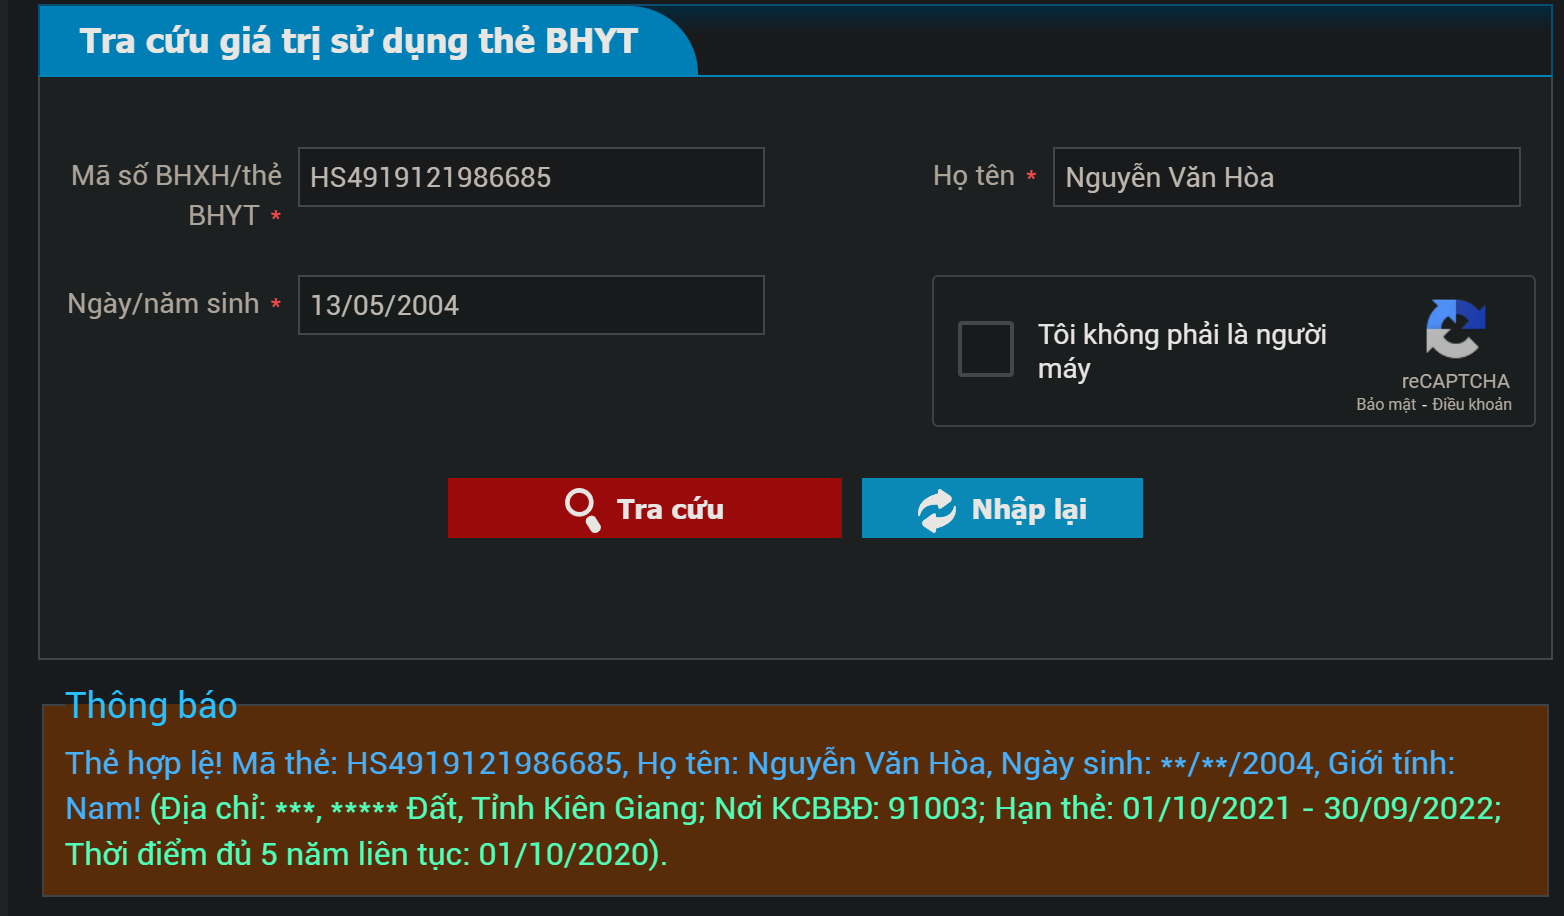 Tra cứu giá trị sử dụng thẻ BHYT
Mã số BHXH/thẻ
BHYT *
HS4919121986685
Họ tên *
Nguyễn Văn Hòa
Ngày/năm sinh *
13/05/2004
Tôi không phải là người
máy
reCAPTCHA
Bảo mật - Điều khoản
Tra cứu
Nhập lại
Thông báo
Thẻ hợp lệ! Mã thẻ: HS4919121986685, Họ tên: Nguyễn Văn Hòa, Ngày sinh: **/**/2004, Giới tính:
Nam! (Địa chỉ: ***, ***** Đất, Tỉnh Kiên Giang; Nơi KCBBĐ: 91003; Hạn thẻ: 01/10/2021 - 30/09/2022;
Thời điểm đủ 5 năm liên tục: 01/10/2020).